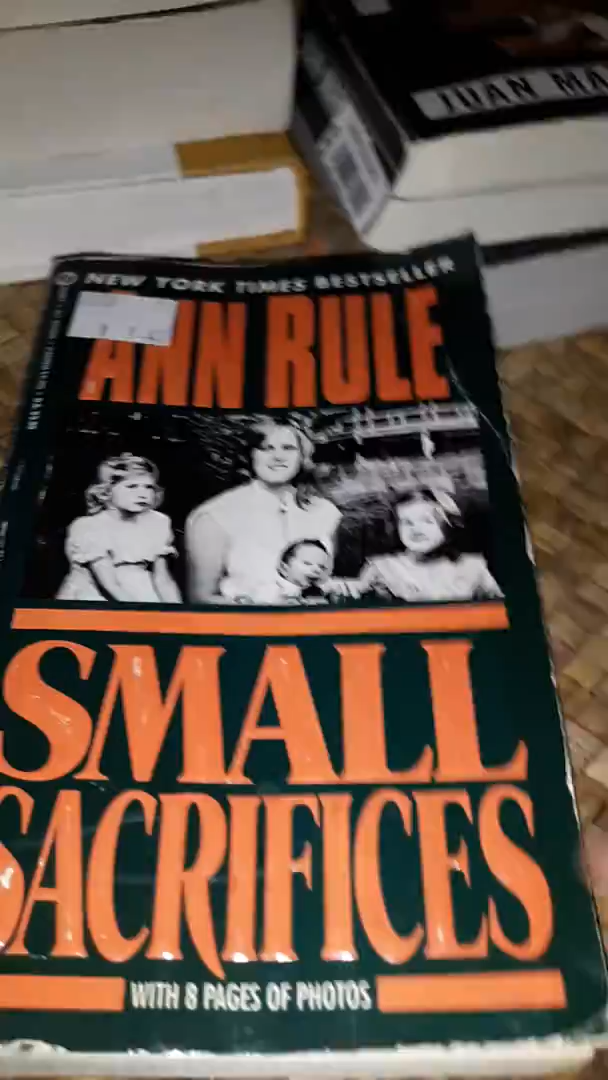 JUAN MA
NEW YORK TIMES BESTSELLER
ANN RULE
SMALL
SACRIFICES
WITH 8 PAGES OF PHOTOS